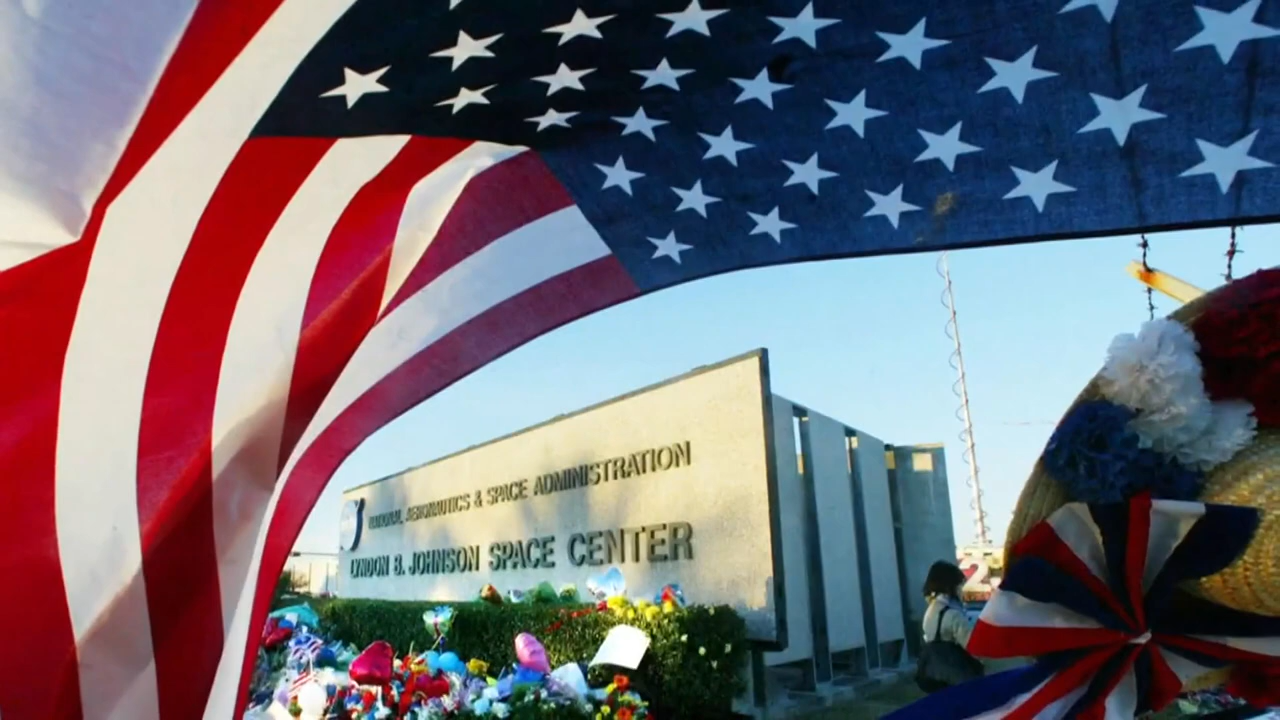 NATIONAL AERONAUTICS & SPACE ADMINISTRATION
LYNDON B. JOHNSON SPACE CENTER